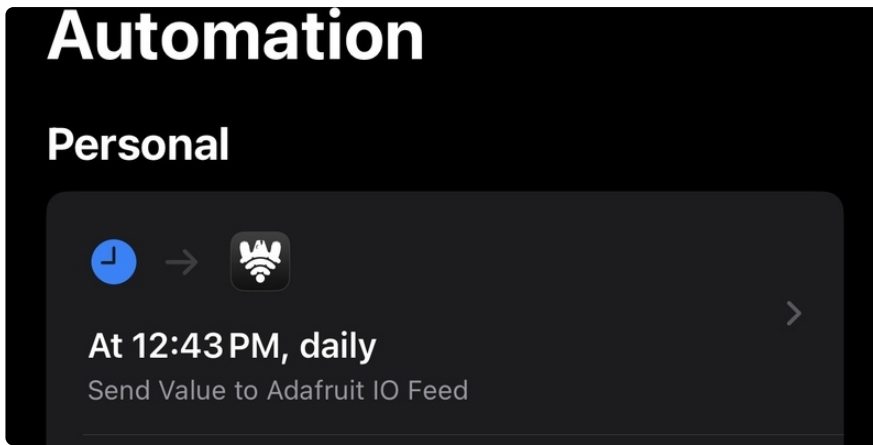 Automation
Personal
At 12:43 PM, daily
Send Value to Adafruit IO Feed